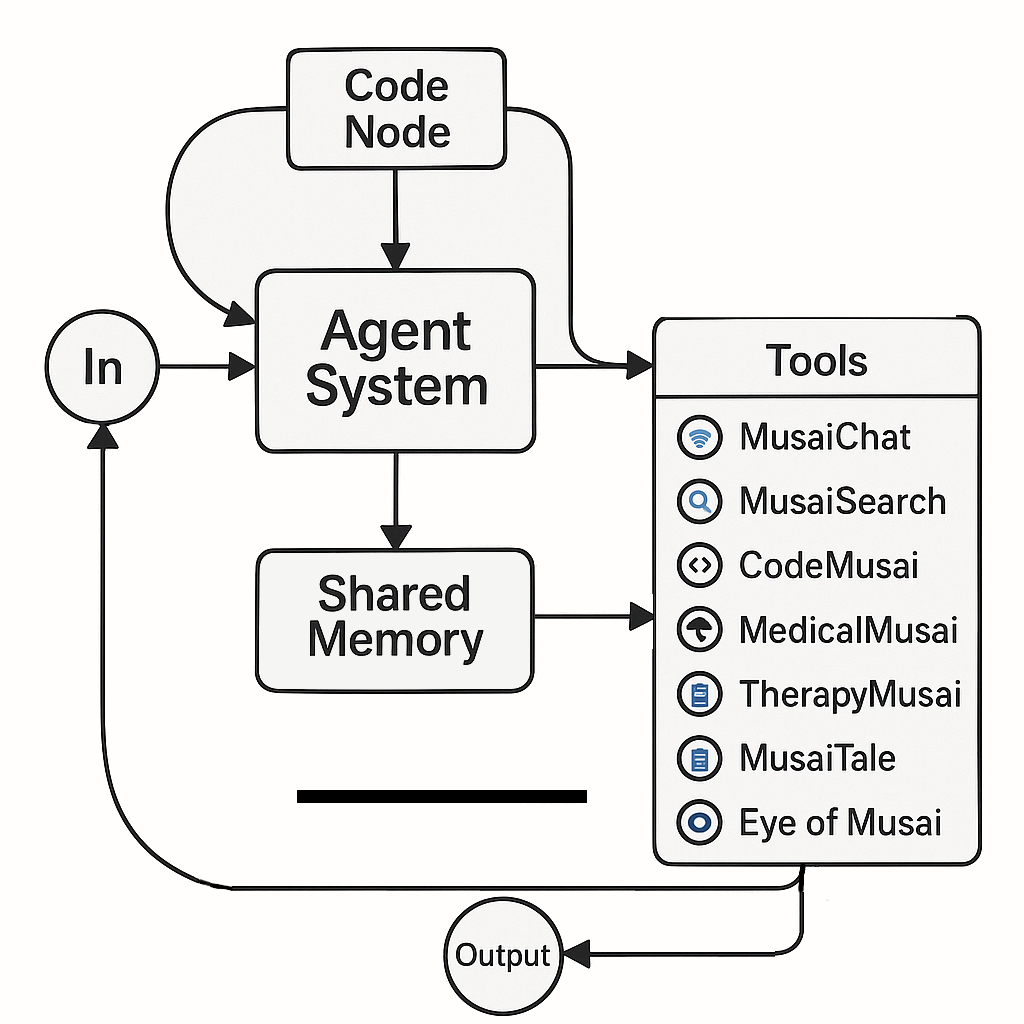 Code
Node
Agent
System
In
Tools
MusaiChat
MusaiSearch
CodeMusai
MedicalMusai
TherapyMusai
MusaiTale
Eye of Musai
Shared
Memory
Output